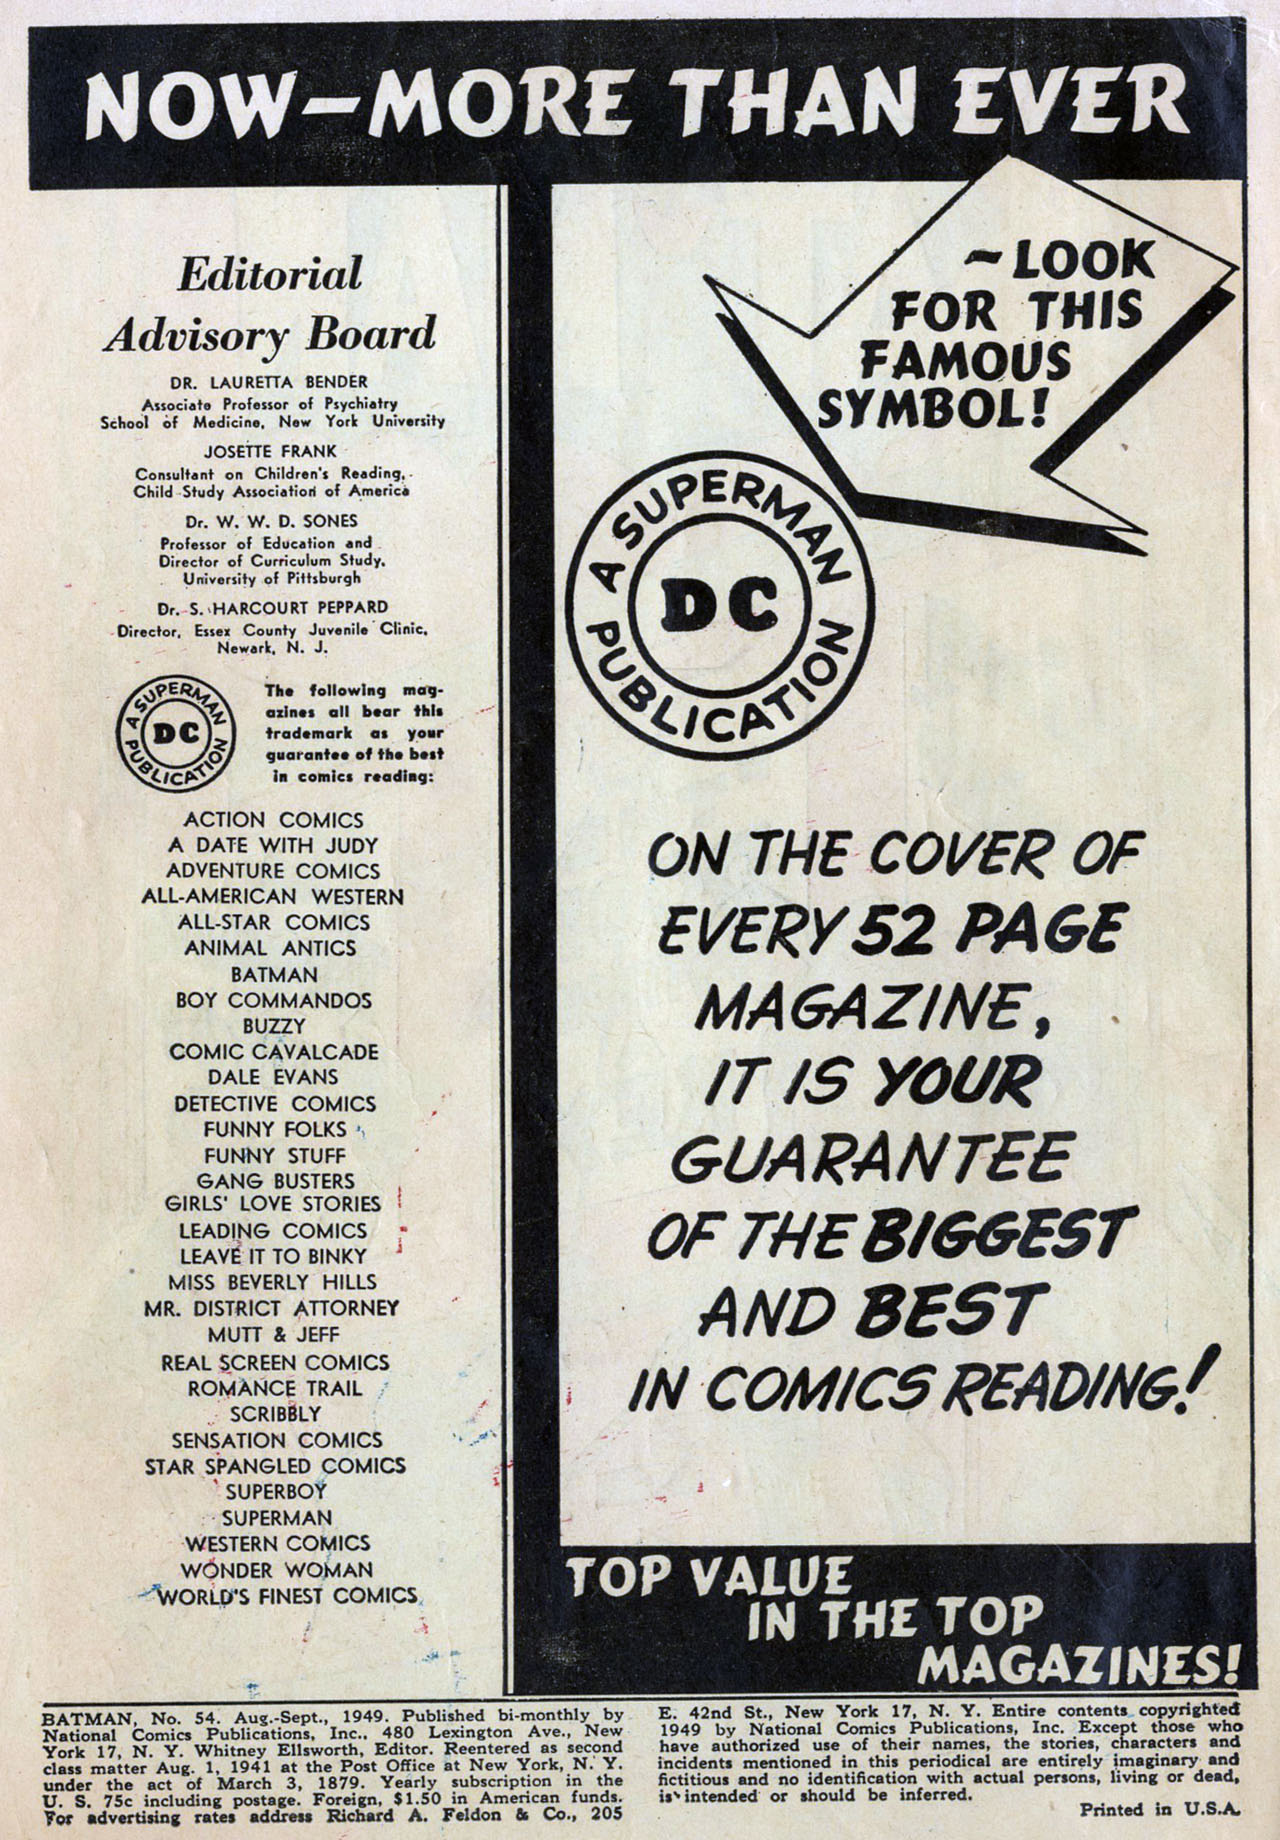 NOW—MORE THAN EVER
Editorial
Advisory Board
DR. LAURETTA BENDER
Associate Professor of Psychiatry
School of Medicine, New York University
JOSETTE FRANK
Consultant on Children's Reading,
Child Study Association of America
Dr. W. W. D. SONES
Professor of Education and
Director of Curriculum Study,
University of Pittsburgh
Dr. S. HARCOURT PEPPARD
Director, Essex County Juvenile Clinic,
Newark, N. J.
A SUPERMAN PUBLICATION
DC
The following mag-
azines all bear this
trademark as your
guarantee of the best
in comics reading:
ACTION COMICS
A DATE WITH JUDY
ADVENTURE COMICS
ALL-AMERICAN WESTERN
ALL-STAR COMICS
ANIMAL ANTICS
BATMAN
BOY COMMANDOS
BUZZY
COMIC CAVALCADE
DALE EVANS
DETECTIVE COMICS
FUNNY FOLKS
FUNNY STUFF
GANG BUSTERS
GIRLS' LOVE STORIES
LEADING COMICS
LEAVE IT TO BINKY
MISS BEVERLY HILLS
MR. DISTRICT ATTORNEY
MUTT & JEFF
REAL SCREEN COMICS
ROMANCE TRAIL
SCRIBBLY
SENSATION COMICS
STAR SPANGLED COMICS
SUPERBOY
SUPERMAN
WESTERN COMICS
WONDER WOMAN
WORLD'S FINEST COMICS
~LOOK
FOR THIS
FAMOUS
SYMBOL!
A SUPERMAN PUBLICATION
DC
ON THE COVER OF
EVERY 52 PAGE
MAGAZINE,
IT IS YOUR
GUARANTEE
OF THE BIGGEST
AND BEST
IN COMICS READING!
TOP VALUE
IN THE TOP
MAGAZINES!
BATMAN, No. 54. Aug.-Sept., 1949. Published bi-monthly by
National Comics Publications, Inc., 480 Lexington Ave., New
York 17, N. Y. Whitney Ellsworth, Editor. Reentered as second
class matter Aug. 1, 1941 at the Post Office at New York, N. Y.
under the act of March 3, 1879. Yearly subscription in the
U. S. 75c including postage. Foreign, $1.50 in American funds.
For advertising rates address Richard A. Feldon & Co., 205
E. 42nd St., New York 17, N. Y. Entire contents copyrighted
1949 by National Comics Publications, Inc. Except those who
have authorized use of their names, the stories, characters and
incidents mentioned in this periodical are entirely imaginary and
fictitious and no identification with actual persons, living or dead,
is intended or should be inferred.
Printed in U.S.A.